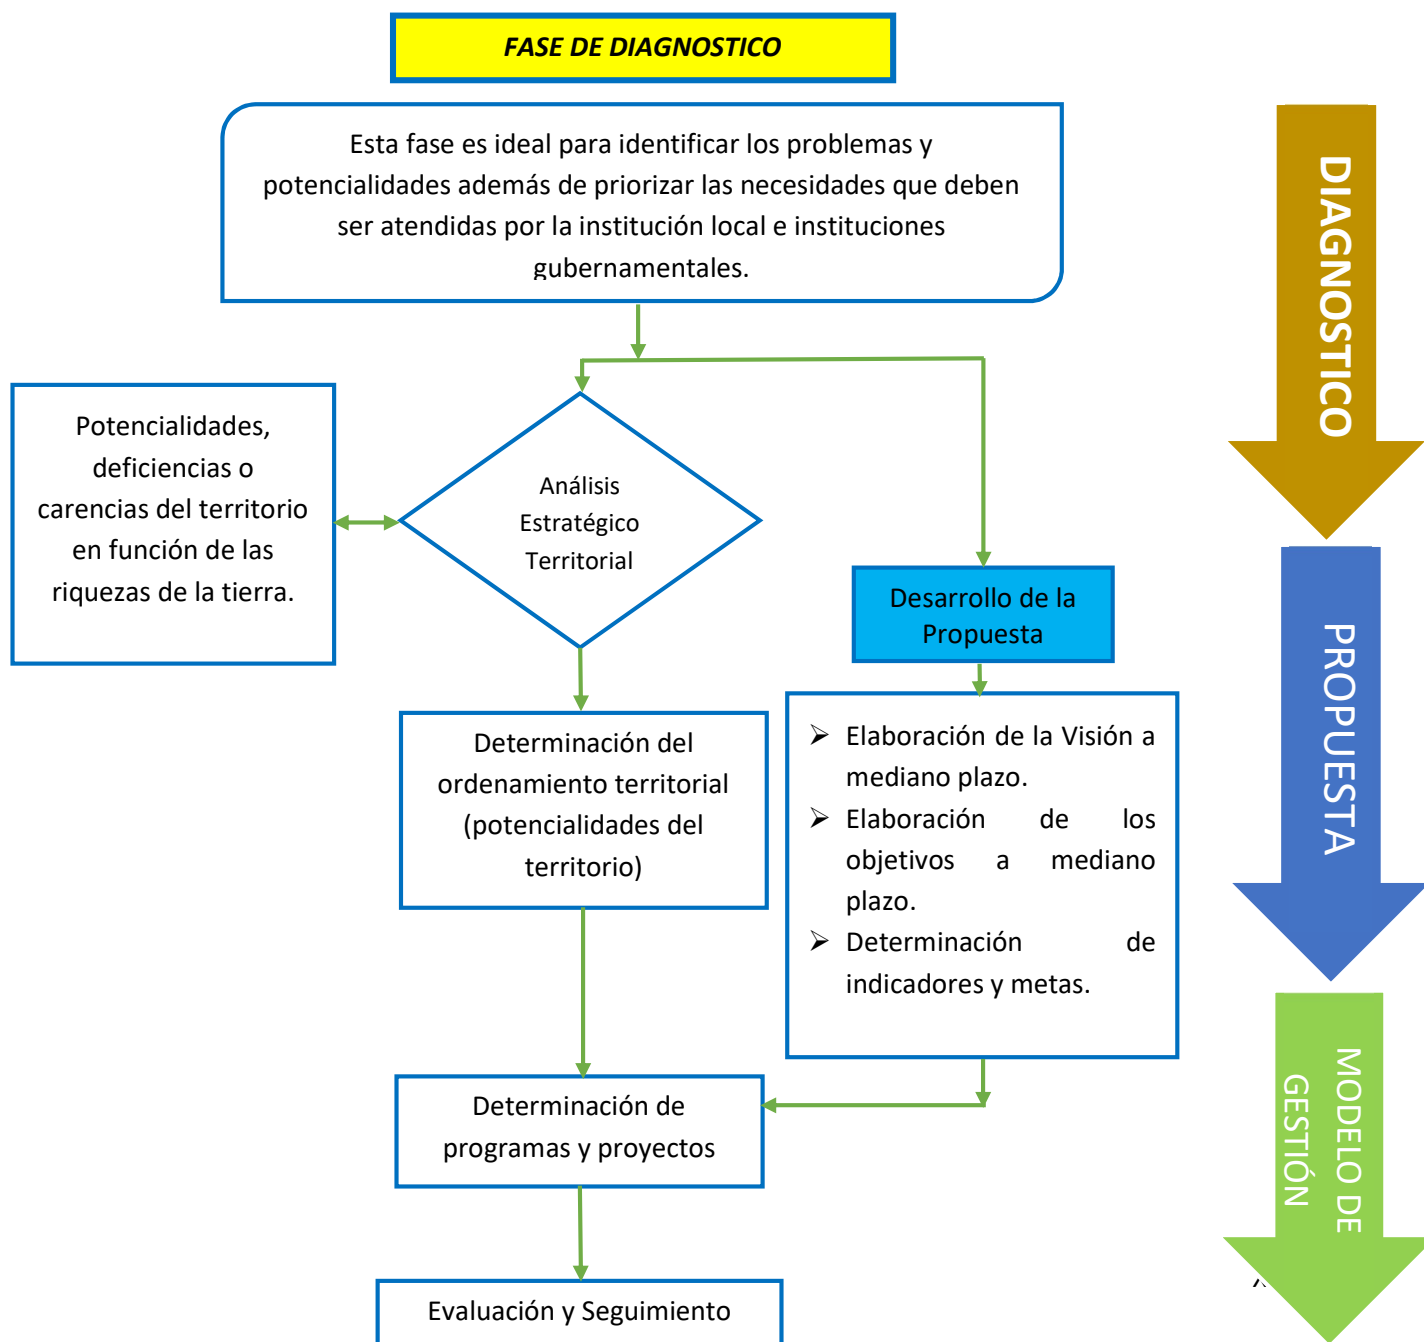 FASE DE DIAGNOSTICO
Esta fase es ideal para identificar los problemas y
potencialidades además de priorizar las necesidades que deben
ser atendidas por la institución local e instituciones
gubernamentales.
DIAGNOSTICO
Potencialidades,
deficiencias o
carencias del territorio
en función de las
riquezas de la tierra.
Análisis
Estratégico
Territorial
Desarrollo de la
Propuesta
PROPUESTA
Determinación del
ordenamiento territorial
(potencialidades del
territorio)
➢ Elaboración de la Visión a
mediano plazo.
➢ Elaboración de los
objetivos a mediano
plazo.
➢ Determinación de
indicadores y metas.
MODELO DE
GESTIÓN
Determinación de
programas y proyectos
Evaluación y Seguimiento